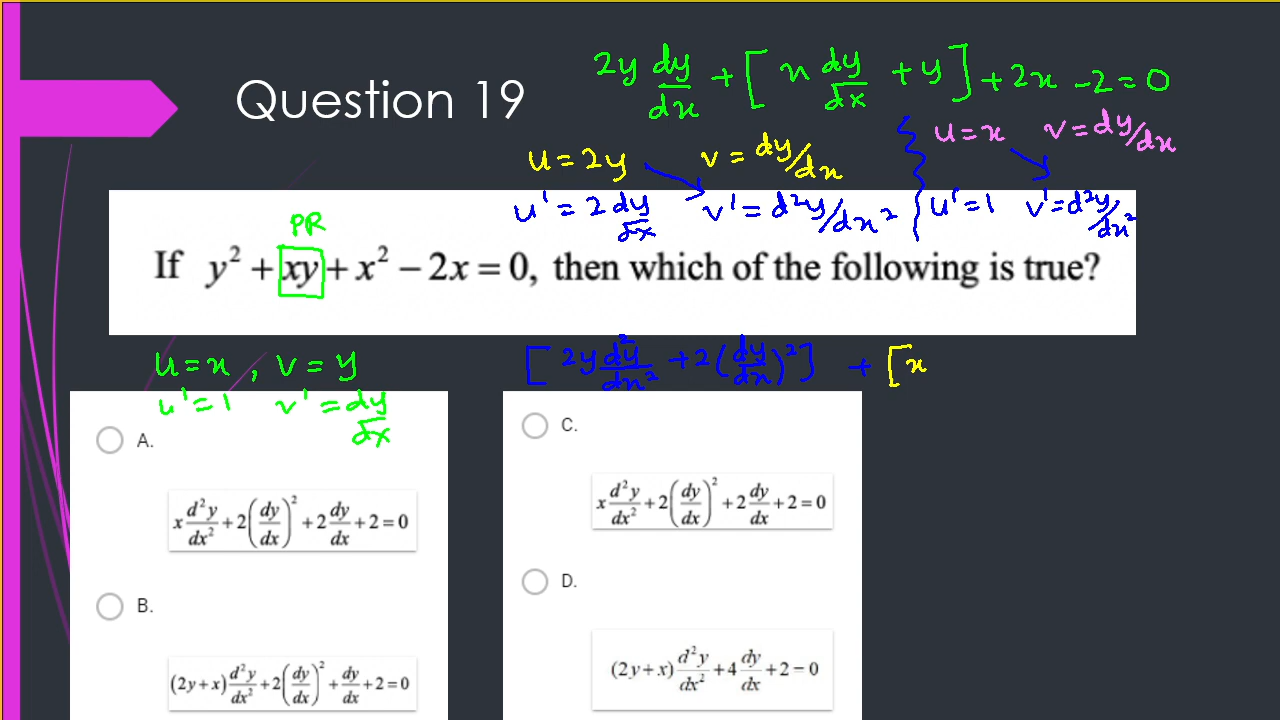 Question 19
2y dy/dx + [x dy/dx + y] + 2x - 2 = 0
u = 2y v = dy/dx
u' = 2 dy/dx v' = d²y/dx²
u = x v = dy/dx
u' = 1 v' = d²y/dx²
PR
If y² + xy + x² − 2x = 0, then which of the following is true?
u = x , v = y
u' = 1 v' = dy/dx
[2y d²y/dx² + 2(dy/dx)²] + [x
A.
x d²y/dx² + 2(dy/dx)² + 2 dy/dx + 2 = 0
B.
(2y+x) d²y/dx² + 2(dy/dx)² + dy/dx + 2 = 0
C.
x d²y/dx² + 2(dy/dx)² + 2 dy/dx + 2 = 0
D.
(2y+x) d²y/dx² + 4 dy/dx + 2 = 0